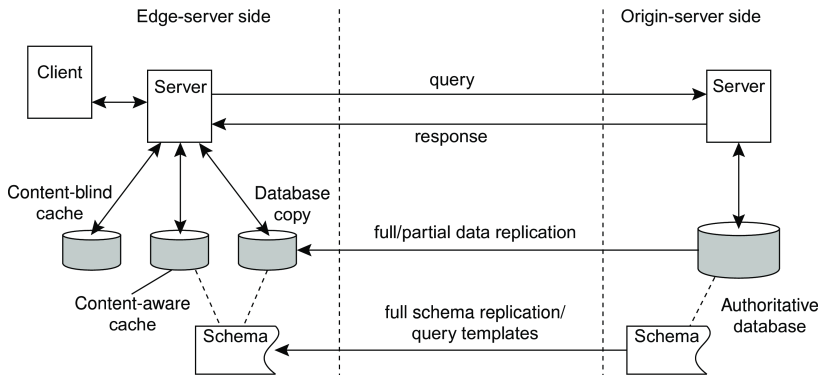 Edge-server side
Origin-server side
Client
Server
query
Server
response
Content-blind
cache
Database
copy
full/partial data replication
Content-aware
cache
Authoritative
database
full schema replication/
query templates
Schema
Schema